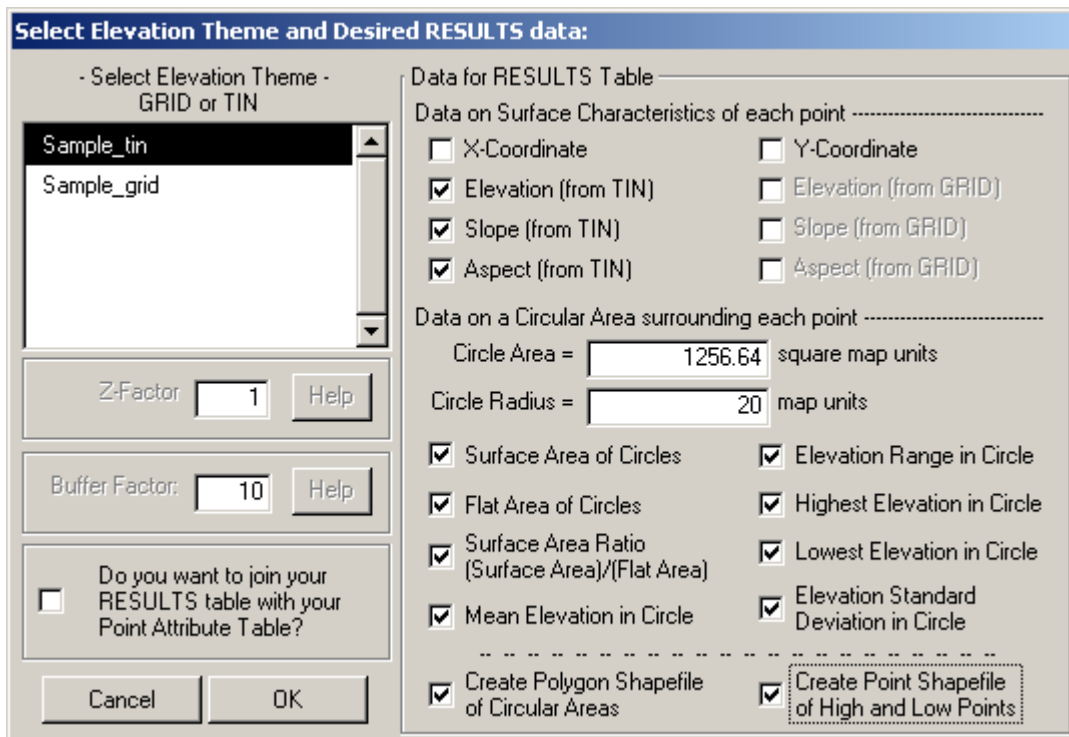 Select Elevation Theme and Desired RESULTS data:
- Select Elevation Theme -
GRID or TIN
Sample_tin
Sample_grid
Z-Factor 1 Help
Buffer Factor: 10 Help
Do you want to join your
RESULTS table with your
Point Attribute Table?
Cancel OK
Data for RESULTS Table
Data on Surface Characteristics of each point ------------------------------
X-Coordinate Y-Coordinate
Elevation (from TIN) Elevation (from GRID)
Slope (from TIN) Slope (from GRID)
Aspect (from TIN) Aspect (from GRID)
Data on a Circular Area surrounding each point ----------------------------
Circle Area = 1256.64 square map units
Circle Radius = 20 map units
Surface Area of Circles Elevation Range in Circle
Flat Area of Circles Highest Elevation in Circle
Surface Area Ratio
(Surface Area)/(Flat Area)
Lowest Elevation in Circle
Mean Elevation in Circle
Elevation Standard
Deviation in Circle
Create Polygon Shapefile
of Circular Areas
Create Point Shapefile
of High and Low Points